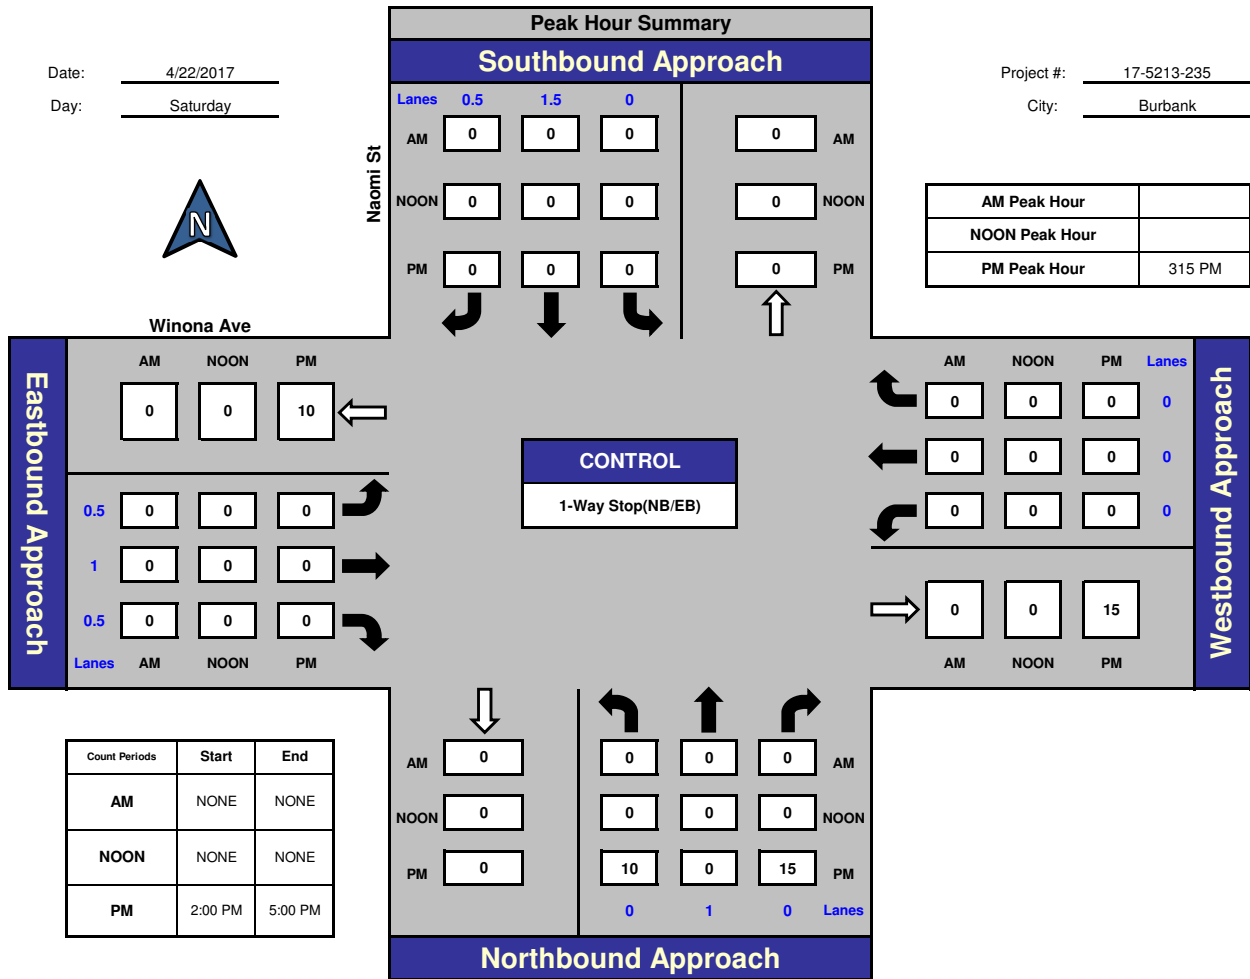 Peak Hour Summary
Southbound Approach
Date: 4/22/2017
Day: Saturday
Project #: 17-5213-235
City: Burbank
N
Naomi St
Lanes 0.5 1.5 0
AM 0 0 0 0 AM
NOON 0 0 0 0 NOON
PM 0 0 0 0 PM
AM Peak Hour
NOON Peak Hour
PM Peak Hour 315 PM
Winona Ave
Eastbound Approach
AM NOON PM
0 0 10
0.5 0 0 0
1 0 0 0
0.5 0 0 0
Lanes AM NOON PM
CONTROL
1-Way Stop(NB/EB)
AM NOON PM Lanes
0 0 0 0
0 0 0 0
0 0 0 0
0 0 15
AM NOON PM
Westbound Approach
Count Periods Start End
AM NONE NONE
NOON NONE NONE
PM 2:00 PM 5:00 PM
AM 0 0 0 0 AM
NOON 0 0 0 0 NOON
PM 0 10 0 15 PM
0 1 0 Lanes
Northbound Approach